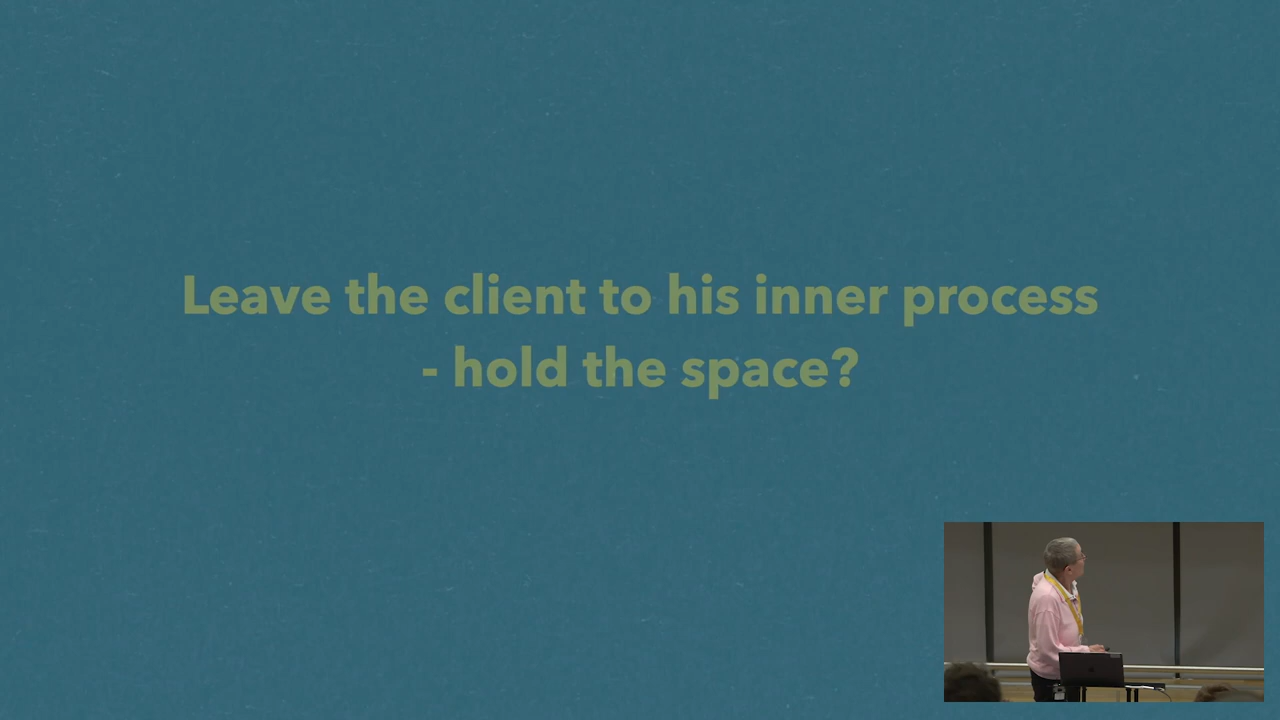 Leave the client to his inner process
- hold the space?